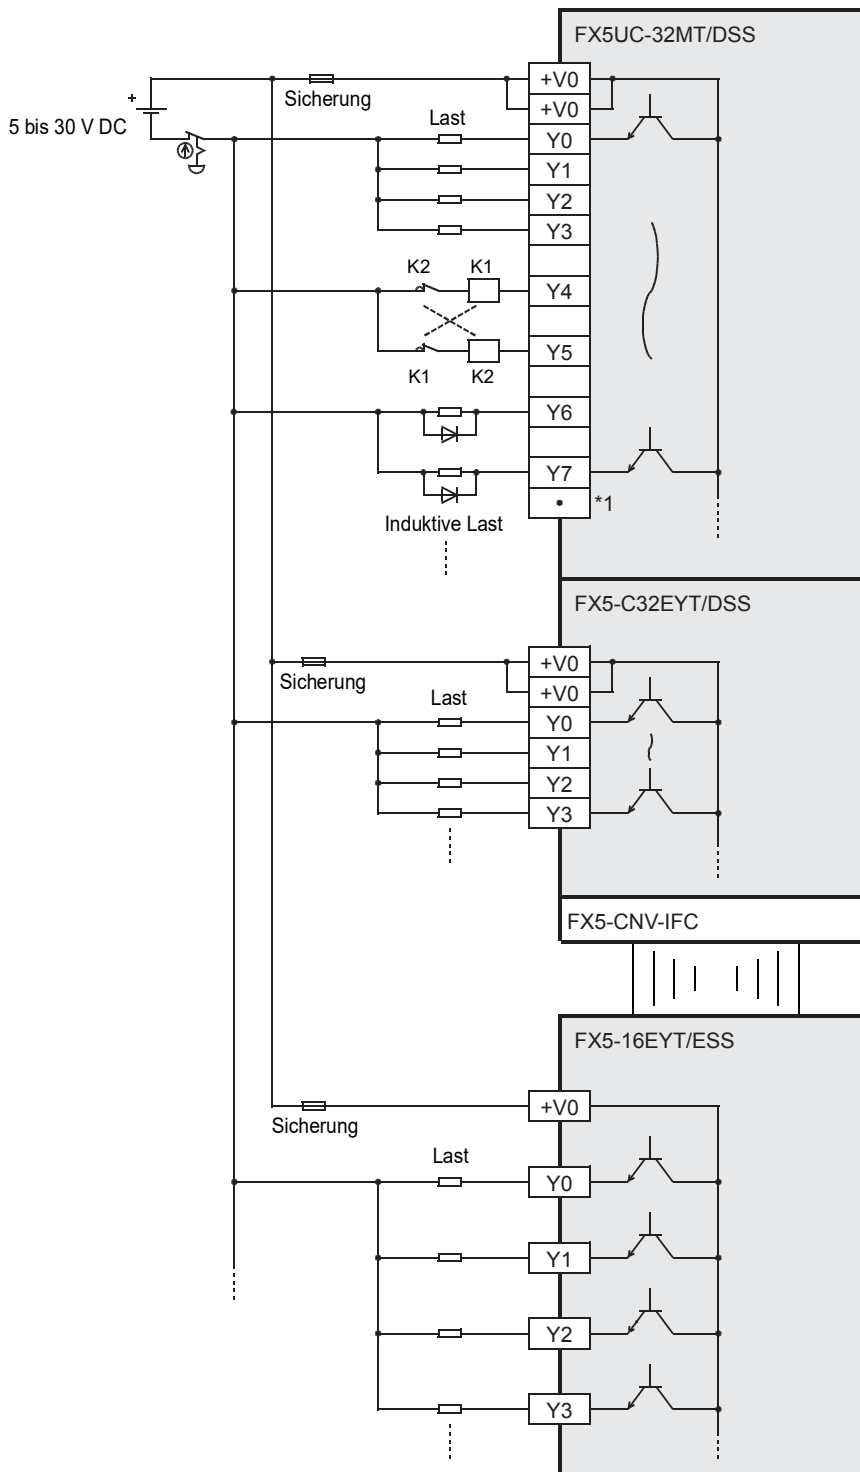 FX5UC-32MT/DSS
+V0
Sicherung
+V0
5 bis 30 V DC
+
Last
Y0
Y1
Y2
Y3
K2 K1
Y4
Y5
K1 K2
Y6
Y7
• *1
Induktive Last
FX5-C32EYT/DSS
+V0
Sicherung
+V0
Last
Y0
Y1
Y2
Y3
FX5-CNV-IFC
FX5-16EYT/ESS
+V0
Sicherung
Last
Y0
Y1
Y2
Y3